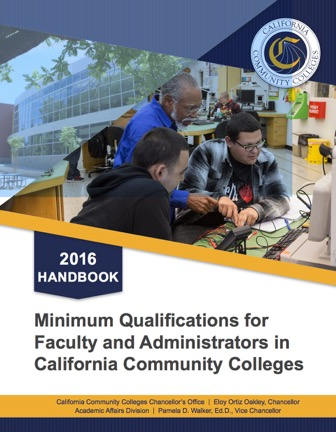 CALIFORNIA
COMMUNITY COLLEGES
2016
HANDBOOK
Minimum Qualifications for
Faculty and Administrators in
California Community Colleges
California Community Colleges Chancellor's Office | Eloy Ortiz Oakley, Chancellor
Academic Affairs Division | Pamela D. Walker, Ed.D., Vice Chancellor